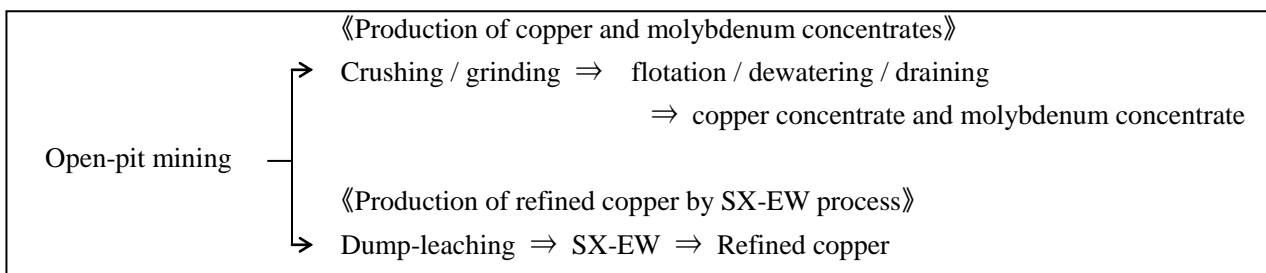 《Production of copper and molybdenum concentrates》
Crushing / grinding ⇒ flotation / dewatering / draining
⇒ copper concentrate and molybdenum concentrate
Open-pit mining
《Production of refined copper by SX-EW process》
Dump-leaching ⇒ SX-EW ⇒ Refined copper